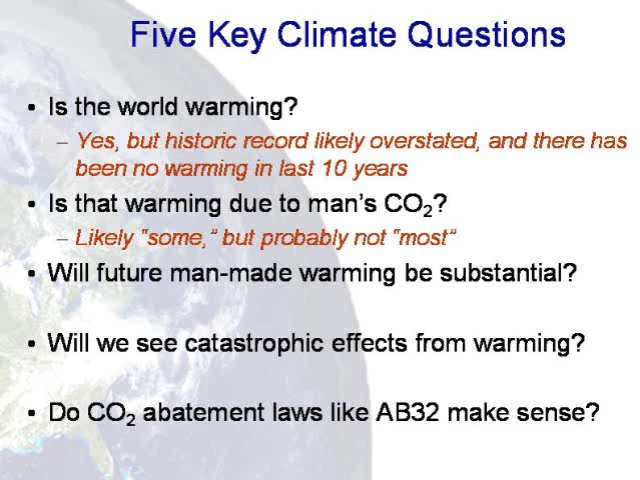 Five Key Climate Questions
• Is the world warming?
– Yes, but historic record likely overstated, and there has
been no warming in last 10 years
• Is that warming due to man's CO₂?
– Likely "some," but probably not "most"
• Will future man-made warming be substantial?
• Will we see catastrophic effects from warming?
• Do CO₂ abatement laws like AB32 make sense?